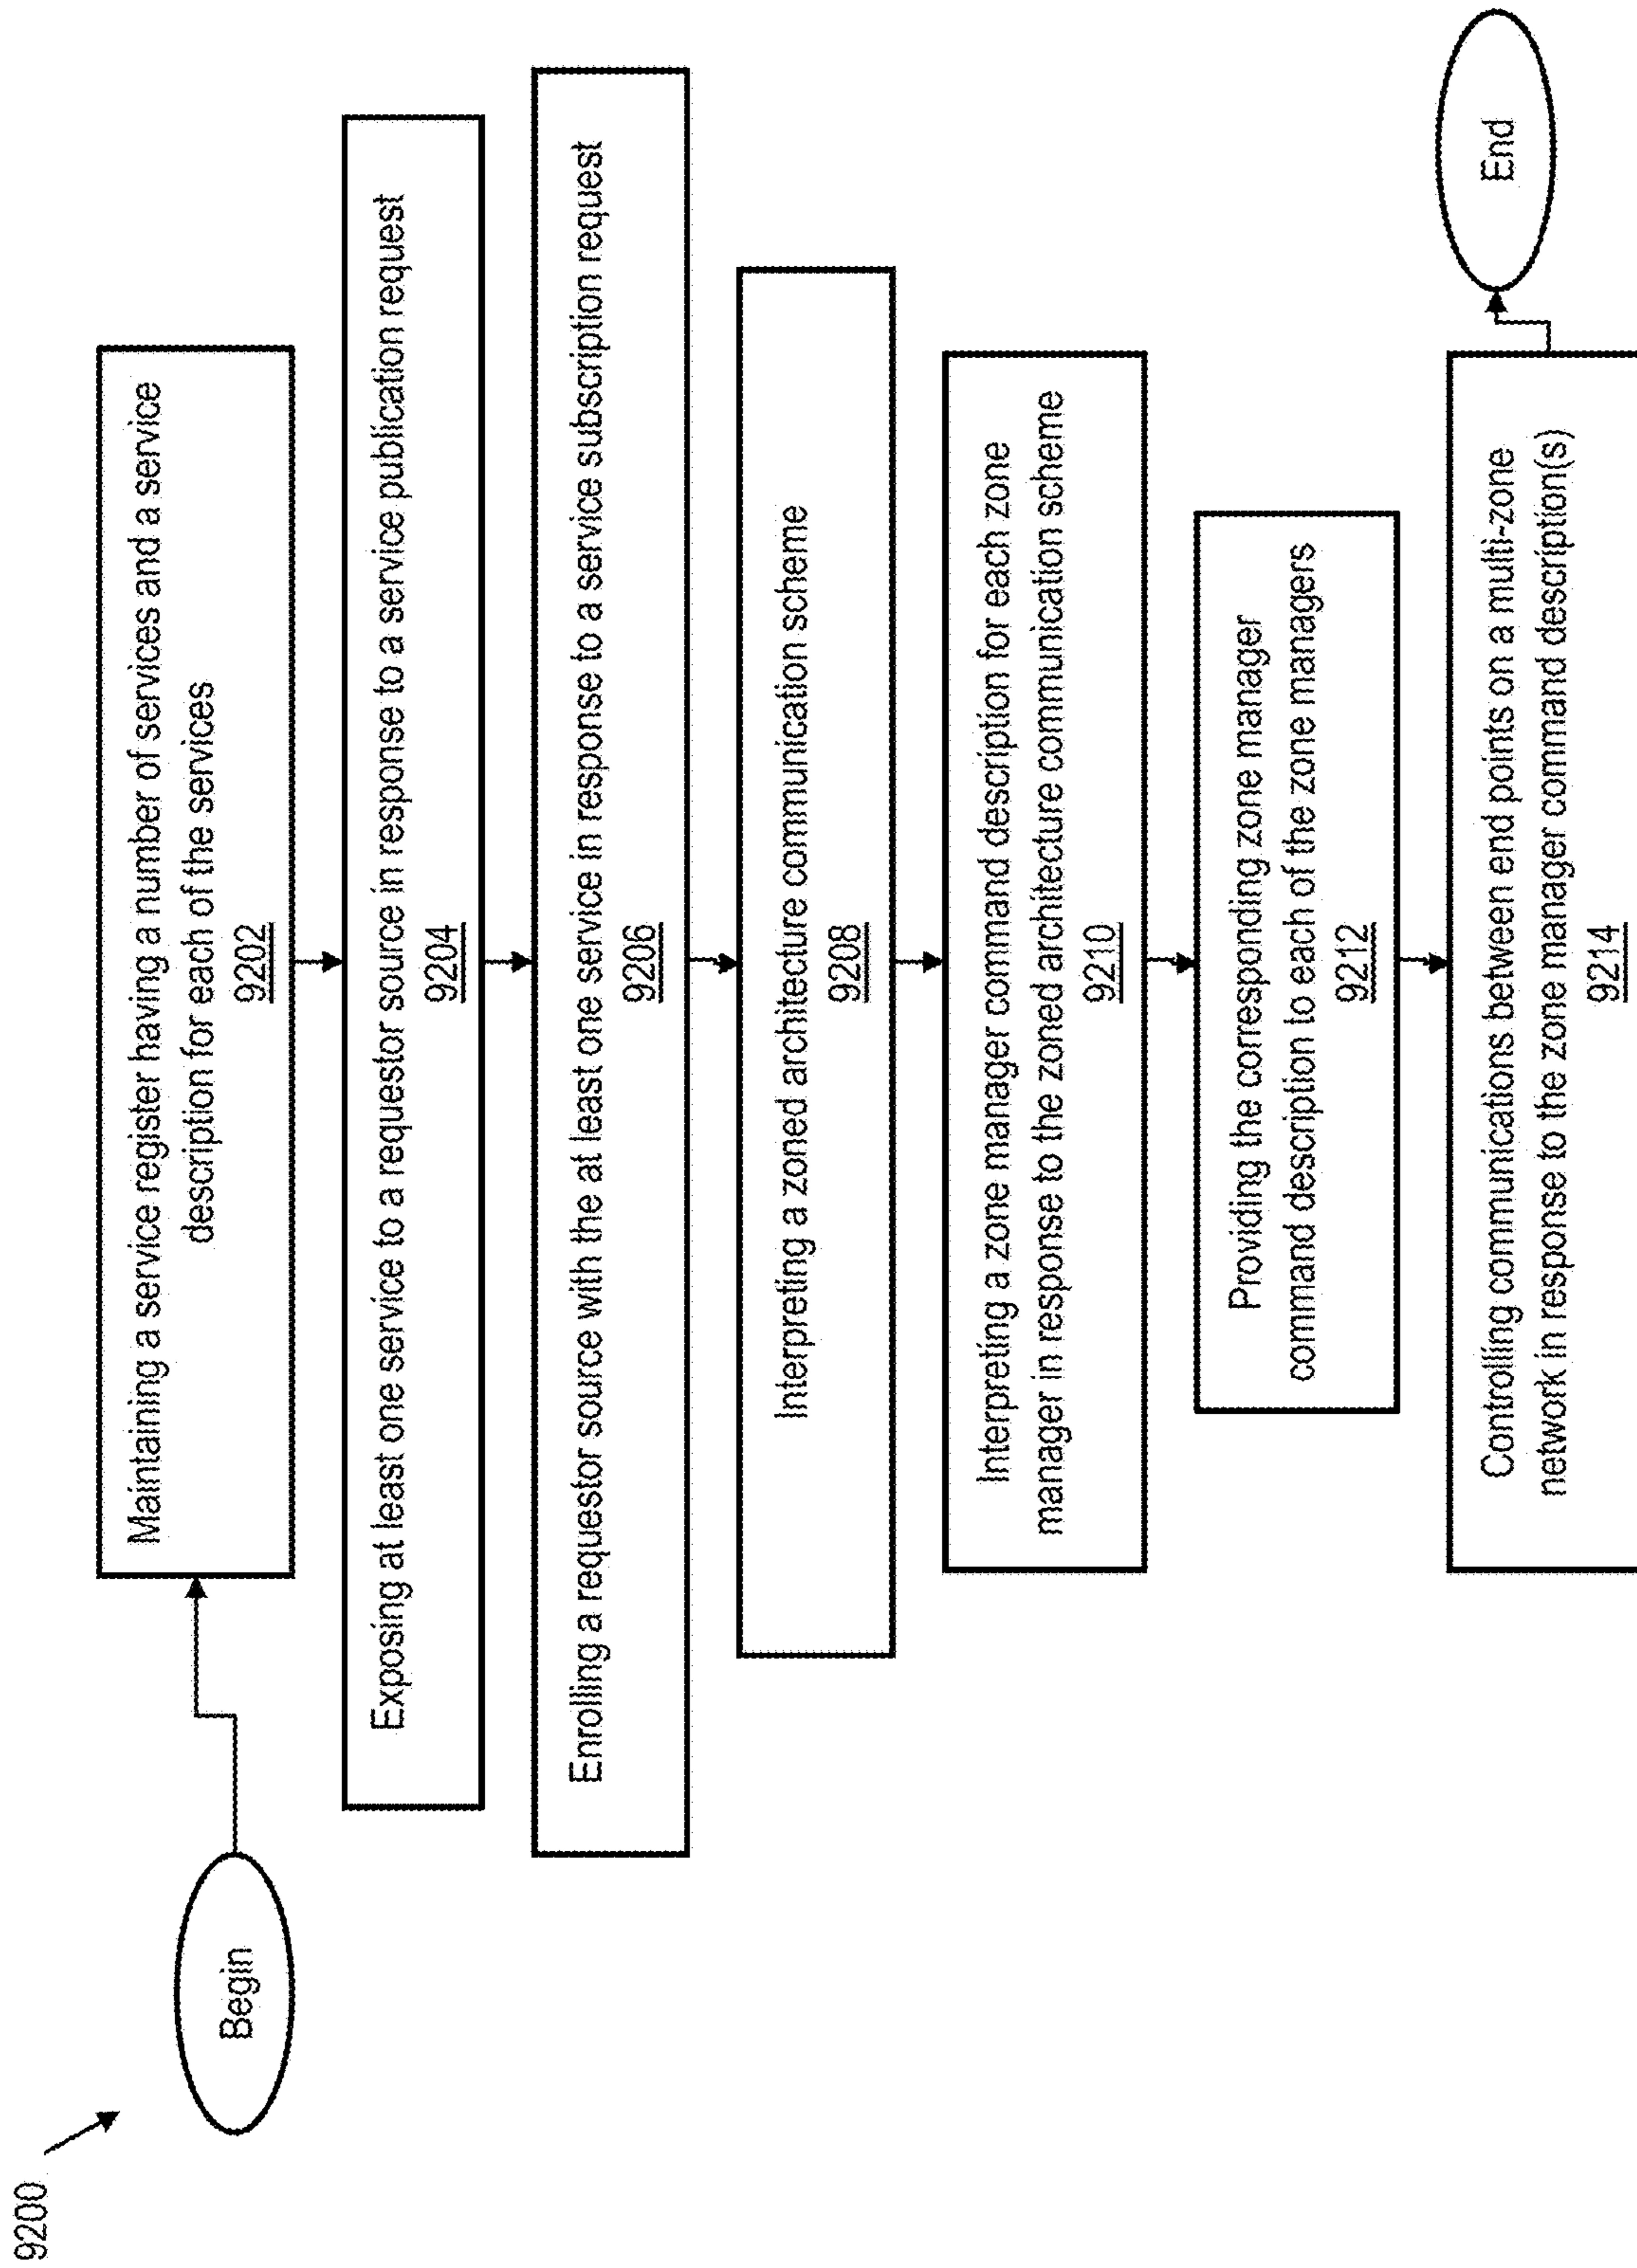 9200
Begin
Maintaining a service register having a number of services and a service
description for each of the services
9202
Exposing at least one service to a requestor source in response to a service publication request
9204
Enrolling a requestor source with the at least one service in response to a service subscription request
9206
Interpreting a zoned architecture communication scheme
9208
Interpreting a zone manager command description for each zone
manager in response to the zoned architecture communication scheme
9210
Providing the corresponding zone manager
command description to each of the zone managers
9212
Controlling communications between end points on a multi-zone
network in response to the zone manager command description(s)
9214
End